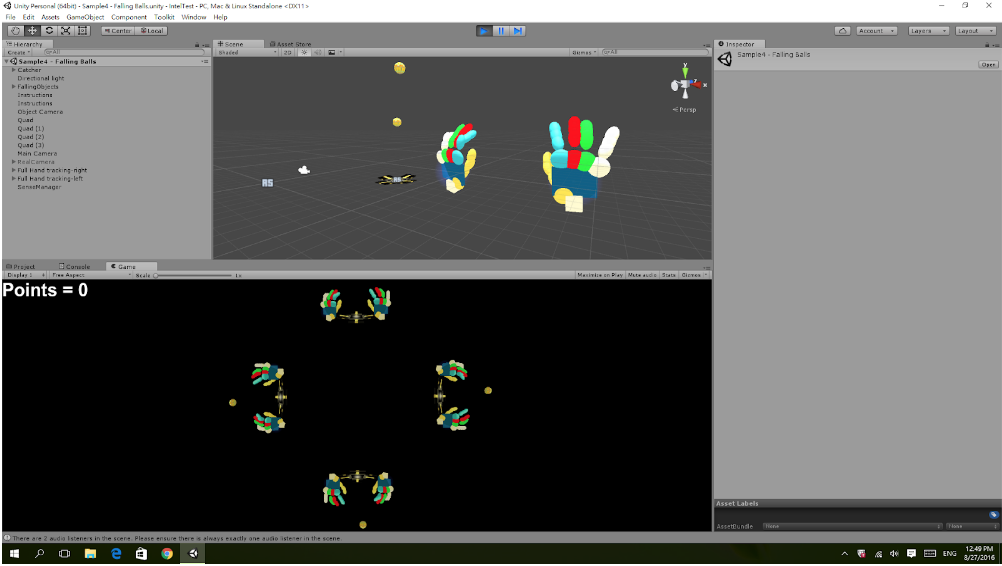 Unity Personal (64bit) - Sample4 - Falling Balls.unity - IntelTest - PC, Mac & Linux Standalone <DX11>
File Edit Assets GameObject Component Toolkit Window Help
Center Local Account Layers Layout
Hierarchy
Create All
Sample4 - Falling Balls
Catcher
Directional light
FallingObjects
Instructions
Instructions
Object Camera
Quad
Quad (1)
Quad (2)
Quad (3)
Main Camera
RealCamera
Full Hand tracking-right
Full Hand tracking-left
SenseManager
Scene Asset Store
Shaded 2D Gizmos All
y
x
Persp
RS
RS
Inspector
Sample4 - Falling Balls
Open
Project Console Game
Display 1 Free Aspect Scale 1x Maximize on Play Mute audio Stats Gizmos
Points = 0
Asset Labels
AssetBundle None None
There are 2 audio listeners in the scene. Please ensure there is always exactly one audio listener in the scene.
ENG
12:49 PM
8/27/2016